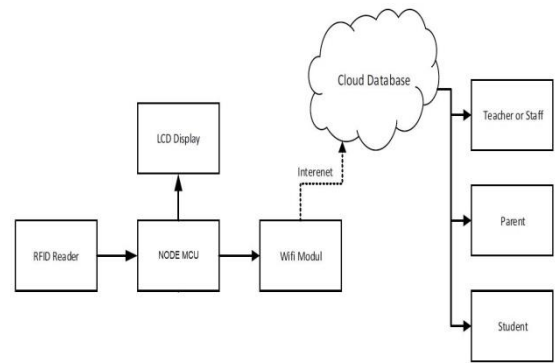 Cloud Database
Teacher or Staff
LCD Display
Interenet
Parent
RFID Reader
NODE MCU
Wifi Modul
Student